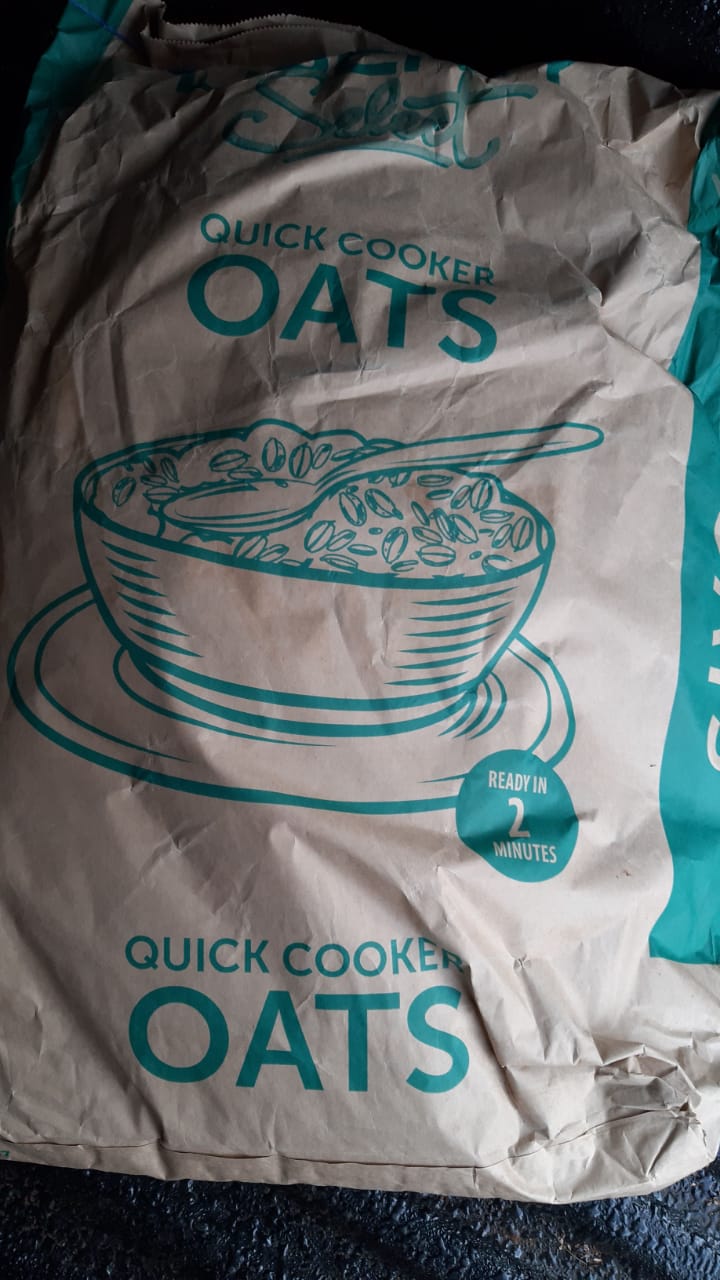 Select
QUICK COOKER
OATS
READY IN
2
MINUTES
QUICK COOKER
OATS